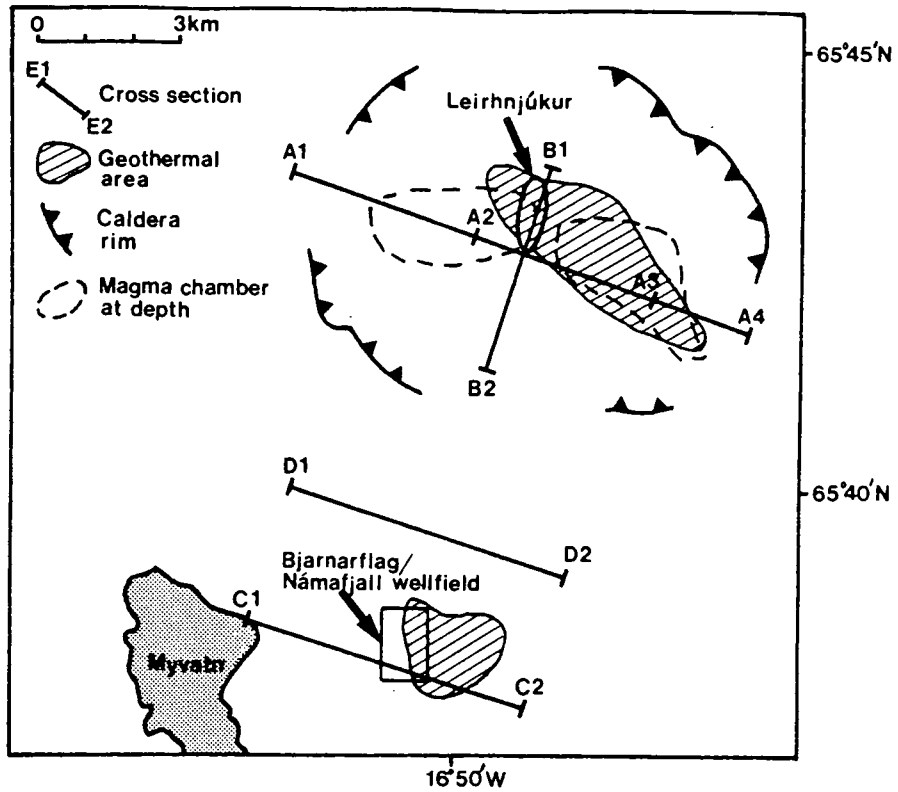 0 3km
E1
Cross section
E2
Geothermal
area
Caldera
rim
Magma chamber
at depth
65°45′N
Leirhnjúkur
A1
B1
A2
A3
A4
B2
65°40′N
D1
D2
Bjarnarflag/
Námafjall wellfield
C1
Myvatn
C2
16°50′W